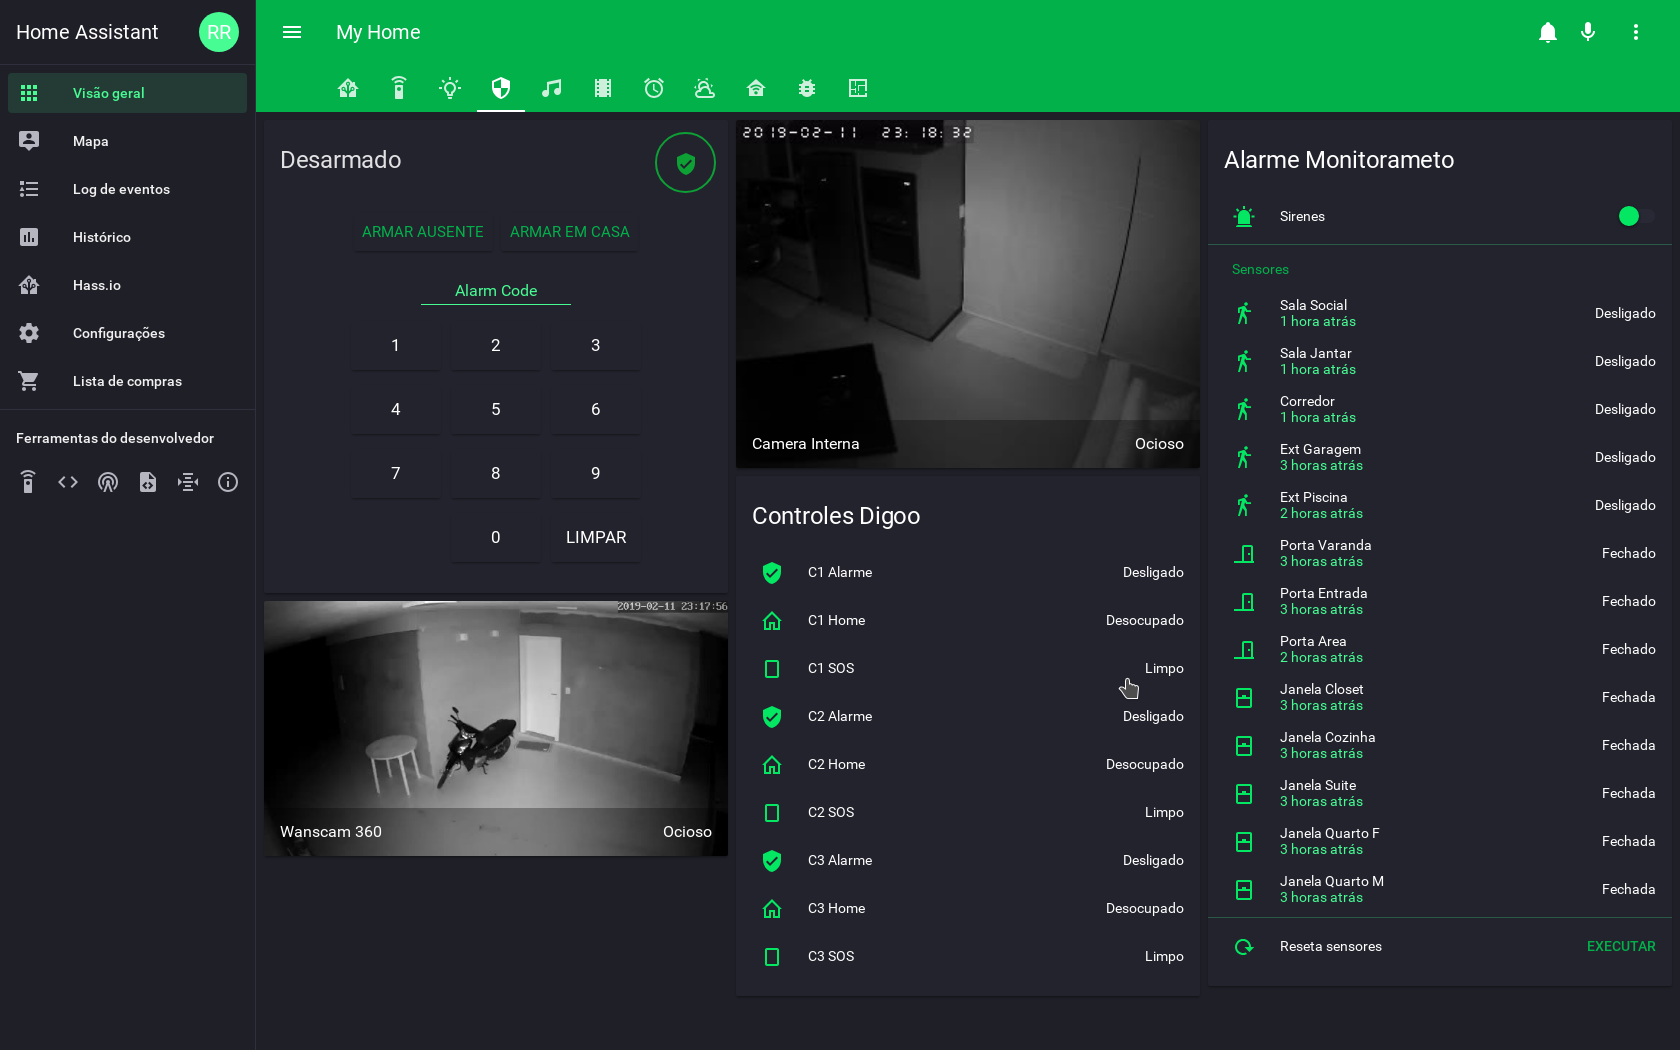 Home Assistant
RR
My Home
Visão geral
Mapa
Log de eventos
Histórico
Hass.io
Configurações
Lista de compras
Ferramentas do desenvolvedor
Desarmado
ARMAR AUSENTE ARMAR EM CASA
Alarm Code
1 2 3
4 5 6
7 8 9
0 LIMPAR
2019-02-11 23:17:56
Wanscam 360 Ocioso
2019-02-11 23:18:32
Camera Interna Ocioso
Controles Digoo
C1 Alarme Desligado
C1 Home Desocupado
C1 SOS Limpo
C2 Alarme Desligado
C2 Home Desocupado
C2 SOS Limpo
C3 Alarme Desligado
C3 Home Desocupado
C3 SOS Limpo
Alarme Monitorameto
Sirenes
Sensores
Sala Social Desligado
1 hora atrás
Sala Jantar Desligado
1 hora atrás
Corredor Desligado
1 hora atrás
Ext Garagem Desligado
3 horas atrás
Ext Piscina Desligado
2 horas atrás
Porta Varanda Fechado
3 horas atrás
Porta Entrada Fechado
3 horas atrás
Porta Area Fechado
2 horas atrás
Janela Closet Fechada
3 horas atrás
Janela Cozinha Fechada
3 horas atrás
Janela Suite Fechada
3 horas atrás
Janela Quarto F Fechada
3 horas atrás
Janela Quarto M Fechada
3 horas atrás
Reseta sensores EXECUTAR